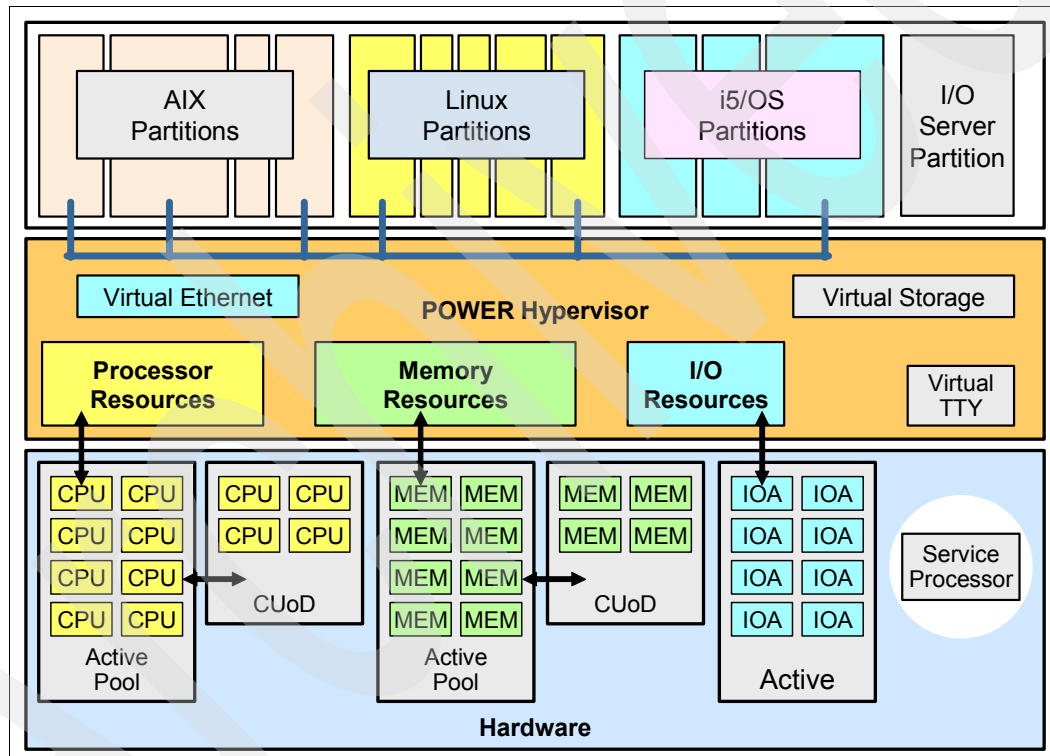 AIX
Partitions
Linux
Partitions
i5/OS
Partitions
I/O
Server
Partition
Virtual Ethernet
POWER Hypervisor
Virtual Storage
Processor
Resources
Memory
Resources
I/O
Resources
Virtual
TTY
CPU CPU
CPU CPU
CPU CPU
CPU CPU
Active
Pool
CPU CPU
CPU CPU
CUoD
MEM MEM
MEM MEM
MEM MEM
MEM MEM
Active
Pool
MEM MEM
MEM MEM
CUoD
IOA IOA
IOA IOA
IOA IOA
IOA IOA
Active
Service
Processor
Hardware